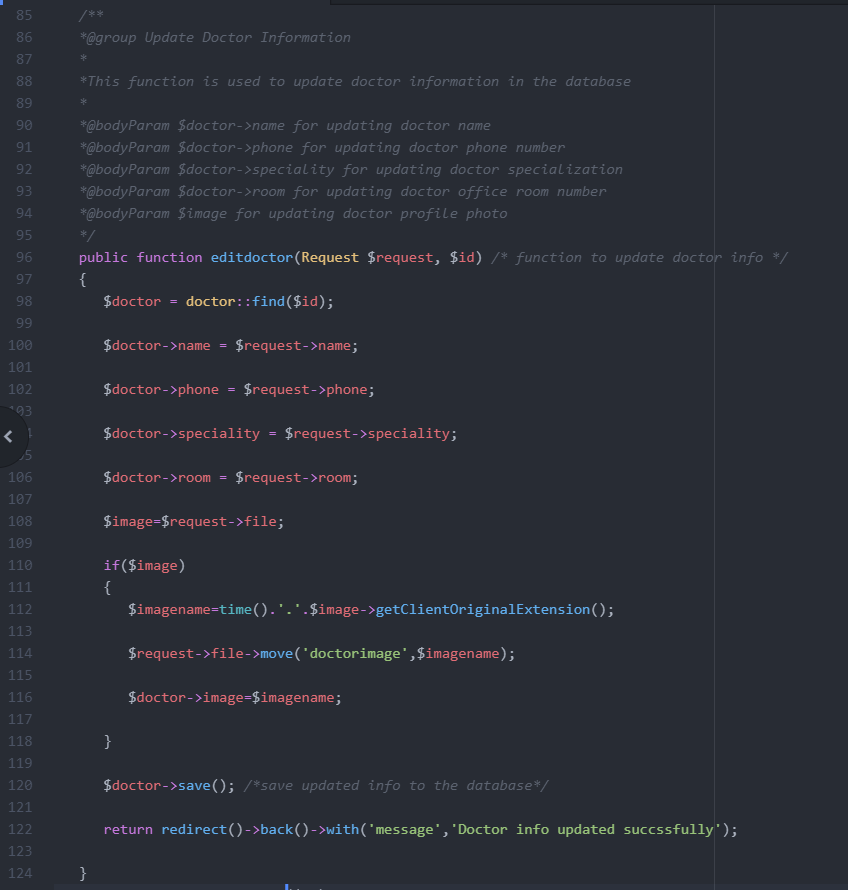 85 /**
86 *@group Update Doctor Information
87 *
88 *This function is used to update doctor information in the database
89 *
90 *@bodyParam $doctor->name for updating doctor name
91 *@bodyParam $doctor->phone for updating doctor phone number
92 *@bodyParam $doctor->speciality for updating doctor specialization
93 *@bodyParam $doctor->room for updating doctor office room number
94 *@bodyParam $image for updating doctor profile photo
95 */
96 public function editdoctor(Request $request, $id) /* function to update doctor info */
97 {
98 $doctor = doctor::find($id);
99
100 $doctor->name = $request->name;
101
102 $doctor->phone = $request->phone;
03
$doctor->speciality = $request->speciality;
5
106 $doctor->room = $request->room;
107
108 $image=$request->file;
109
110 if($image)
111 {
112 $imagename=time().'.'.$image->getClientOriginalExtension();
113
114 $request->file->move('doctorimage',$imagename);
115
116 $doctor->image=$imagename;
117
118 }
119
120 $doctor->save(); /*save updated info to the database*/
121
122 return redirect()->back()->with('message','Doctor info updated succssfully');
123
124 }